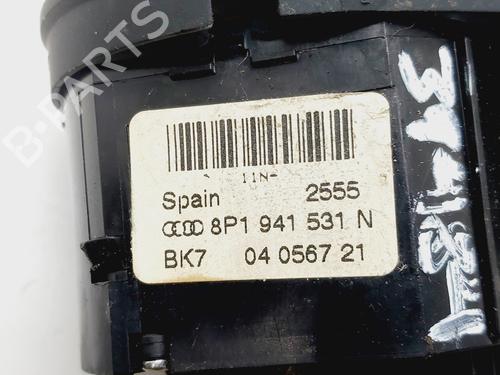 B-PARTS
11N-
Spain 2555
8P1 941 531 N
BK7 04 0567 21